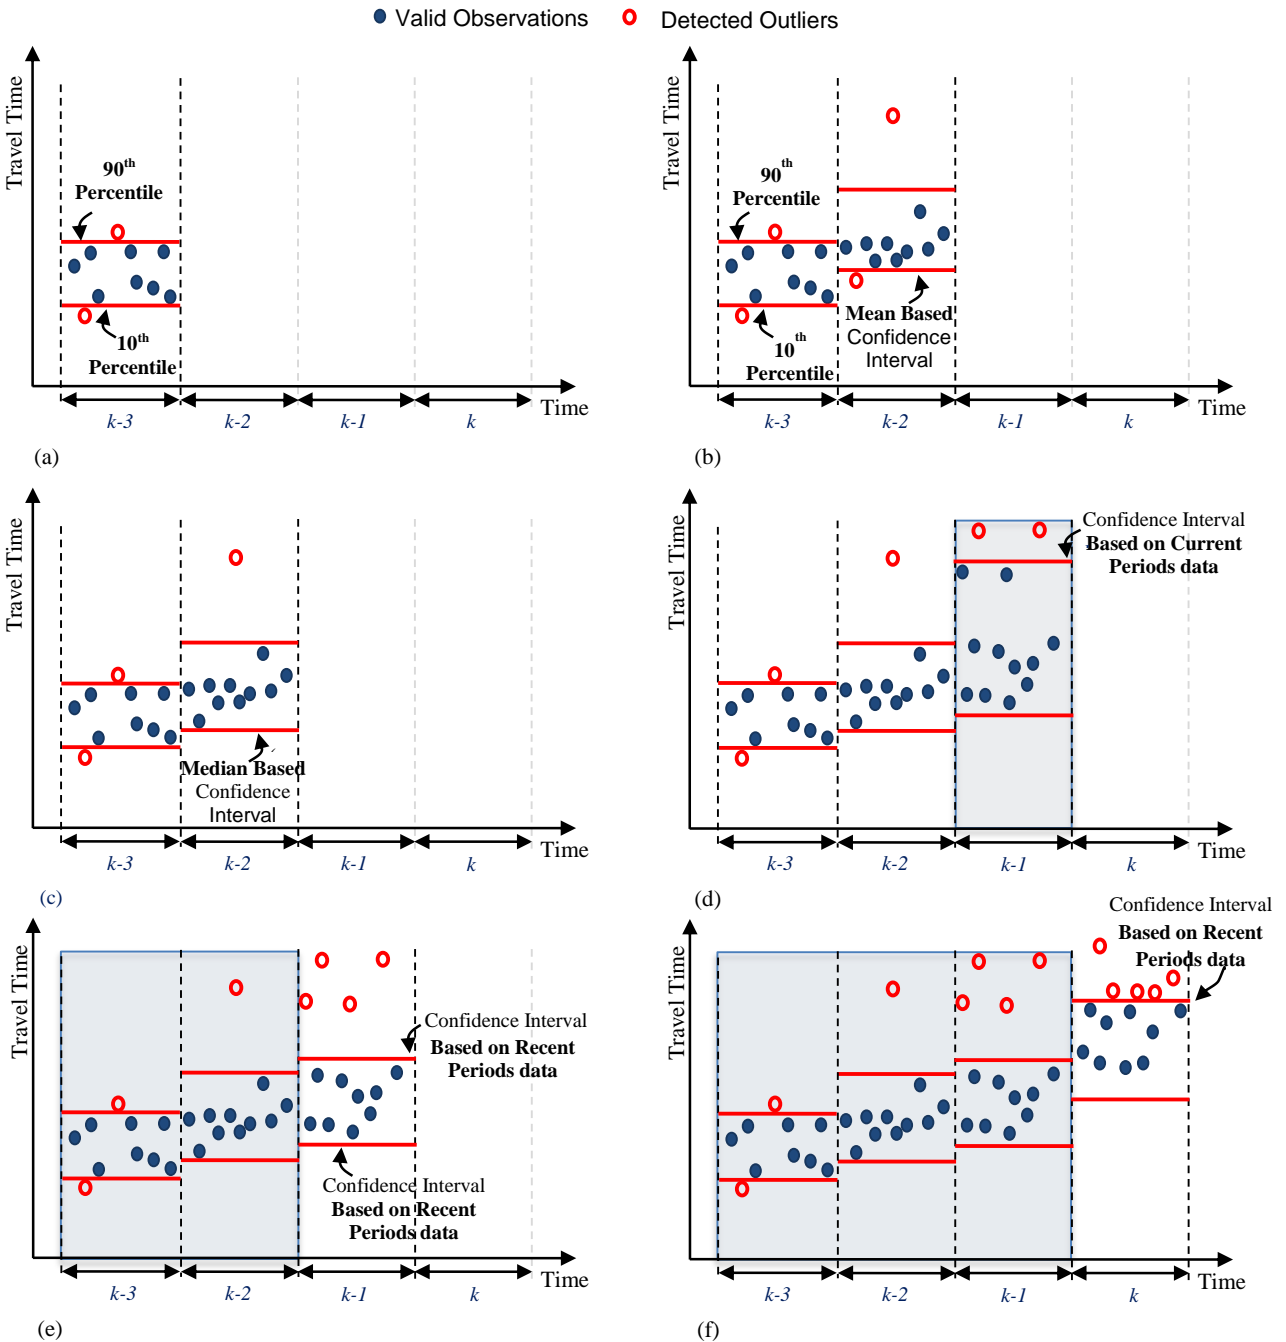 Valid Observations Detected Outliers
Travel Time
90th
Percentile
10th
Percentile
Time
k-3 k-2 k-1 k
(a)
Travel Time
90th
Percentile
Mean Based
Confidence
Interval
10th
Percentile
Time
k-3 k-2 k-1 k
(b)
Travel Time
Median Based
Confidence
Interval
Time
k-3 k-2 k-1 k
(c)
Travel Time
Confidence Interval
Based on Current
Periods data
Time
k-3 k-2 k-1 k
(d)
Travel Time
Confidence Interval
Based on Recent
Periods data
Confidence Interval
Based on Recent
Periods data
Time
k-3 k-2 k-1 k
(e)
Travel Time
Confidence Interval
Based on Recent
Periods data
Time
k-3 k-2 k-1 k
(f)